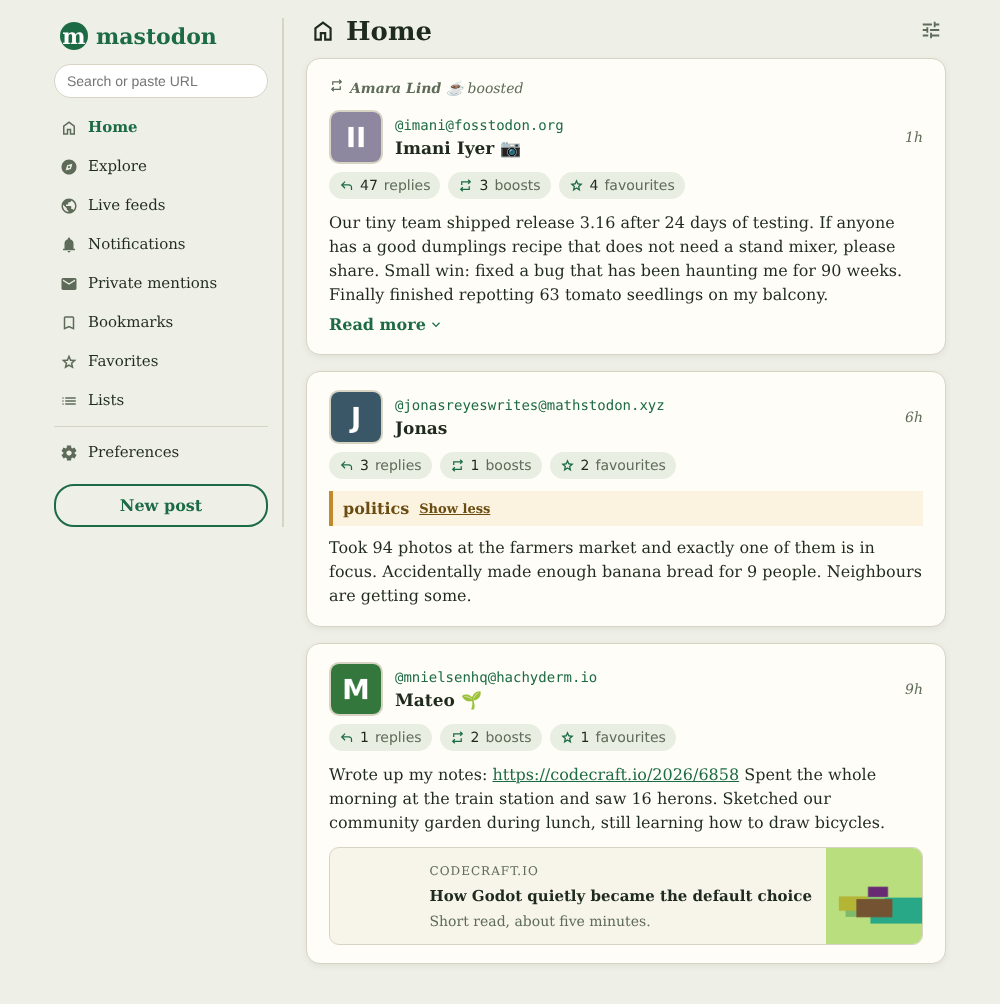 mastodon
Search or paste URL
Home
Explore
Live feeds
Notifications
Private mentions
Bookmarks
Favorites
Lists
Preferences
New post
Home
Amara Lind ☕ boosted
II
@imani@fosstodon.org
Imani Iyer 📷
1h
47 replies
3 boosts
4 favourites
Our tiny team shipped release 3.16 after 24 days of testing. If anyone
has a good dumplings recipe that does not need a stand mixer, please
share. Small win: fixed a bug that has been haunting me for 90 weeks.
Finally finished repotting 63 tomato seedlings on my balcony.
Read more
J
@jonasreyeswrites@mathstodon.xyz
Jonas
6h
3 replies
1 boosts
2 favourites
politics Show less
Took 94 photos at the farmers market and exactly one of them is in
focus. Accidentally made enough banana bread for 9 people. Neighbours
are getting some.
M
@mnielsenhq@hachyderm.io
Mateo 🌱
9h
1 replies
2 boosts
1 favourites
Wrote up my notes: https://codecraft.io/2026/6858 Spent the whole
morning at the train station and saw 16 herons. Sketched our
community garden during lunch, still learning how to draw bicycles.
CODECRAFT.IO
How Godot quietly became the default choice
Short read, about five minutes.